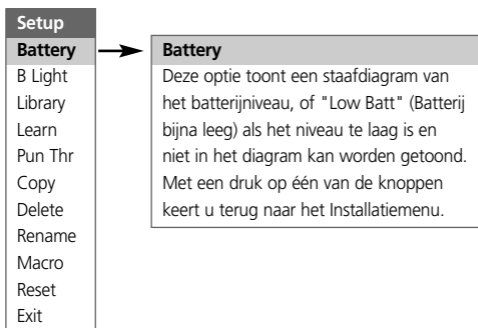 Setup
Battery
B Light
Library
Learn
Pun Thr
Copy
Delete
Rename
Macro
Reset
Exit
Battery
Deze optie toont een staafdiagram van
het batterijniveau, of "Low Batt" (Batterij
bijna leeg) als het niveau te laag is en
niet in het diagram kan worden getoond.
Met een druk op één van de knoppen
keert u terug naar het Installatiemenu.